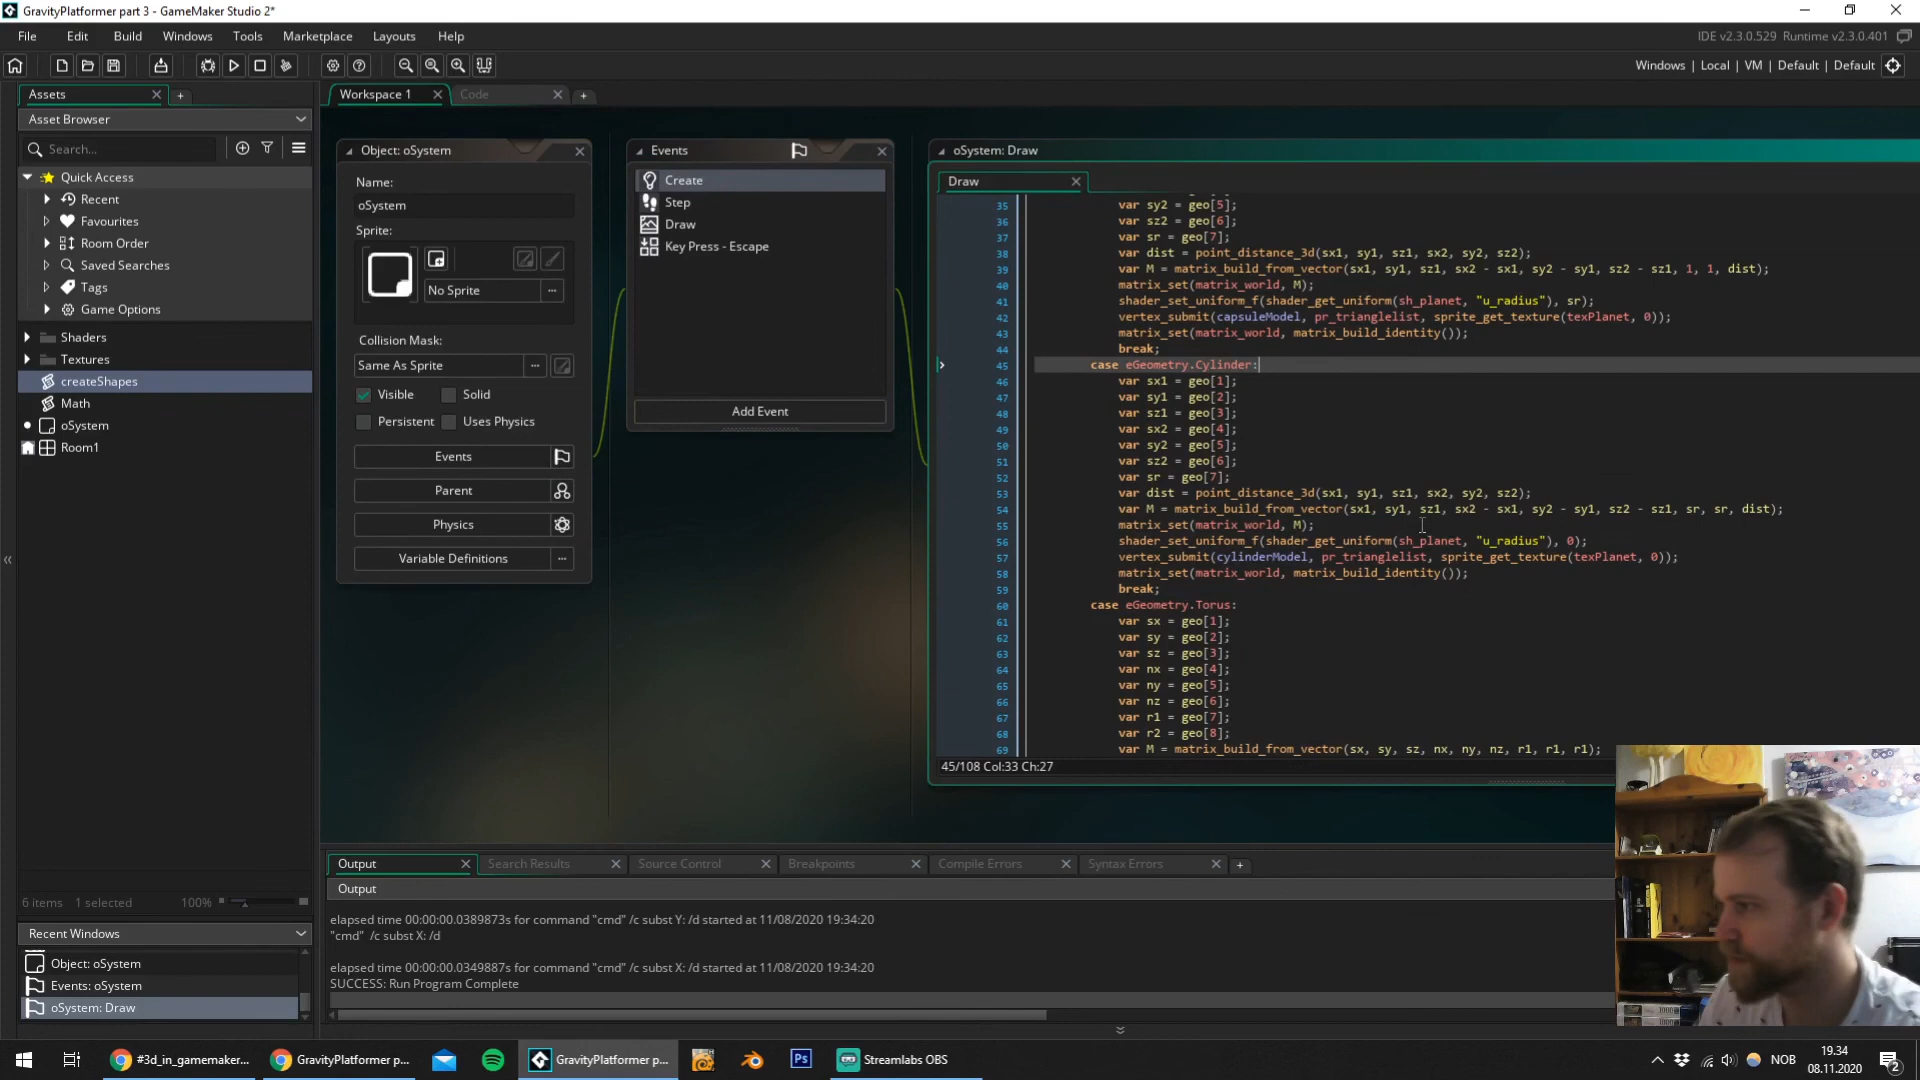 GravityPlatformer part 3 - GameMaker Studio 2*
File Edit Build Windows Tools Marketplace Layouts Help
IDE v2.3.0.529 Runtime v2.3.0.401
Windows | Local | VM | Default | Default
Assets
Asset Browser
Search...
Quick Access
Recent
Favourites
Room Order
Saved Searches
Tags
Game Options
Shaders
Textures
createShapes
Math
oSystem
Room1
6 items 1 selected 100%
Recent Windows
Object: oSystem
Events: oSystem
oSystem: Draw
Workspace 1
Code
Object: oSystem
Name:
oSystem
Sprite:
No Sprite
Collision Mask:
Same As Sprite
Visible Solid
Persistent Uses Physics
Events
Parent
Physics
Variable Definitions
Events
Create
Step
Draw
Key Press - Escape
Add Event
oSystem: Draw
Draw
35 var sy2 = geo[5];
36 var sz2 = geo[6];
37 var sr = geo[7];
38 var dist = point_distance_3d(sx1, sy1, sz1, sx2, sy2, sz2);
39 var M = matrix_build_from_vector(sx1, sy1, sz1, sx2 - sx1, sy2 - sy1, sz2 - sz1, 1, 1, dist);
40 matrix_set(matrix_world, M);
41 shader_set_uniform_f(shader_get_uniform(sh_planet, "u_radius"), sr);
42 vertex_submit(capsuleModel, pr_trianglelist, sprite_get_texture(texPlanet, 0));
43 matrix_set(matrix_world, matrix_build_identity());
44 break;
45 case eGeometry.Cylinder:
46 var sx1 = geo[1];
47 var sy1 = geo[2];
48 var sz1 = geo[3];
49 var sx2 = geo[4];
50 var sy2 = geo[5];
51 var sz2 = geo[6];
52 var sr = geo[7];
53 var dist = point_distance_3d(sx1, sy1, sz1, sx2, sy2, sz2);
54 var M = matrix_build_from_vector(sx1, sy1, sz1, sx2 - sx1, sy2 - sy1, sz2 - sz1, sr, sr, dist);
55 matrix_set(matrix_world, M);
56 shader_set_uniform_f(shader_get_uniform(sh_planet, "u_radius"), 0);
57 vertex_submit(cylinderModel, pr_trianglelist, sprite_get_texture(texPlanet, 0));
58 matrix_set(matrix_world, matrix_build_identity());
59 break;
60 case eGeometry.Torus:
61 var sx = geo[1];
62 var sy = geo[2];
63 var sz = geo[3];
64 var nx = geo[4];
65 var ny = geo[5];
66 var nz = geo[6];
67 var r1 = geo[7];
68 var r2 = geo[8];
69 var M = matrix_build_from_vector(sx, sy, sz, nx, ny, nz, r1, r1, r1);
45/108 Col:33 Ch:27
Output Search Results Source Control Breakpoints Compile Errors Syntax Errors
Output
elapsed time 00:00:00.0389873s for command "cmd" /c subst Y: /d started at 11/08/2020 19:34:20
"cmd" /c subst X: /d
elapsed time 00:00:00.0349887s for command "cmd" /c subst X: /d started at 11/08/2020 19:34:20
SUCCESS: Run Program Complete
#3d_in_gamemaker...
GravityPlatformer p...
GravityPlatformer p...
Ps
Streamlabs OBS
NOB
19.34
08.11.2020
2